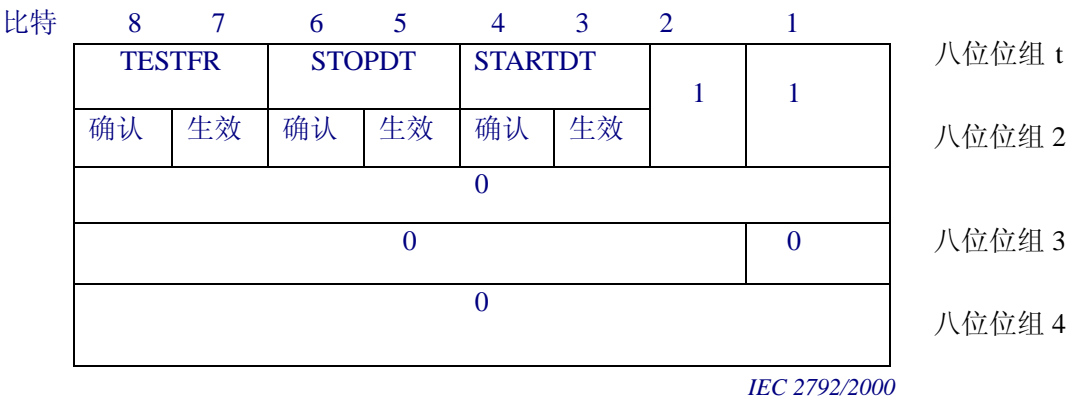 比特 8 7 6 5 4 3 2 1
TESTFR STOPDT STARTDT 1 1 八位位组 t
确认 生效 确认 生效 确认 生效 八位位组 2
0
0 0 八位位组 3
0 八位位组 4
IEC 2792/2000